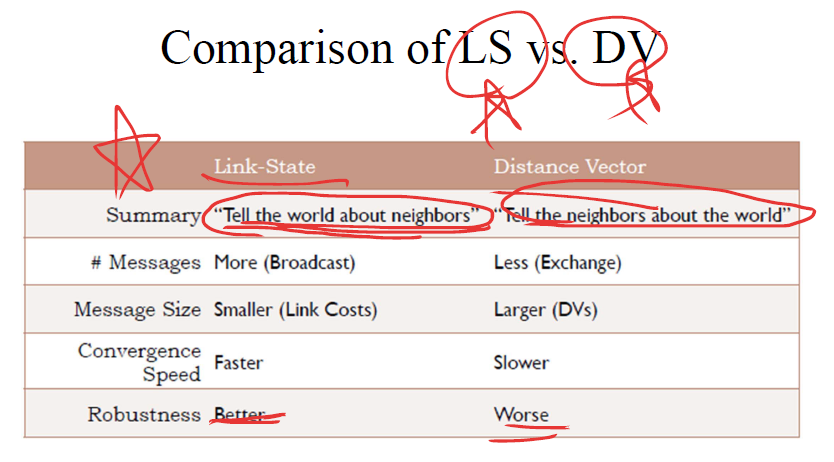 Comparison of LS vs. DV
Link-State Distance Vector
Summary "Tell the world about neighbors" "Tell the neighbors about the world"
# Messages More (Broadcast) Less (Exchange)
Message Size Smaller (Link Costs) Larger (DVs)
Convergence
Speed Faster Slower
Robustness Better Worse